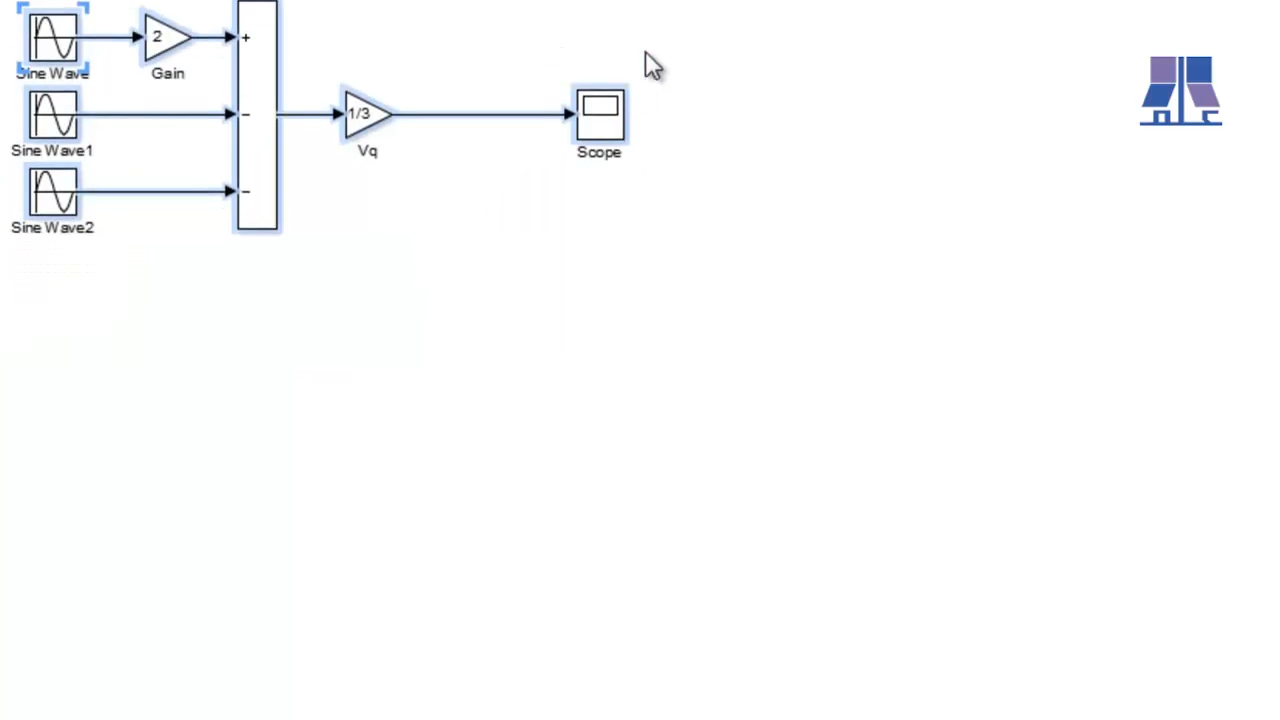 2
+
Sine Wave
Gain
−
1/3
Sine Wave1
Vq
Scope
−
Sine Wave2